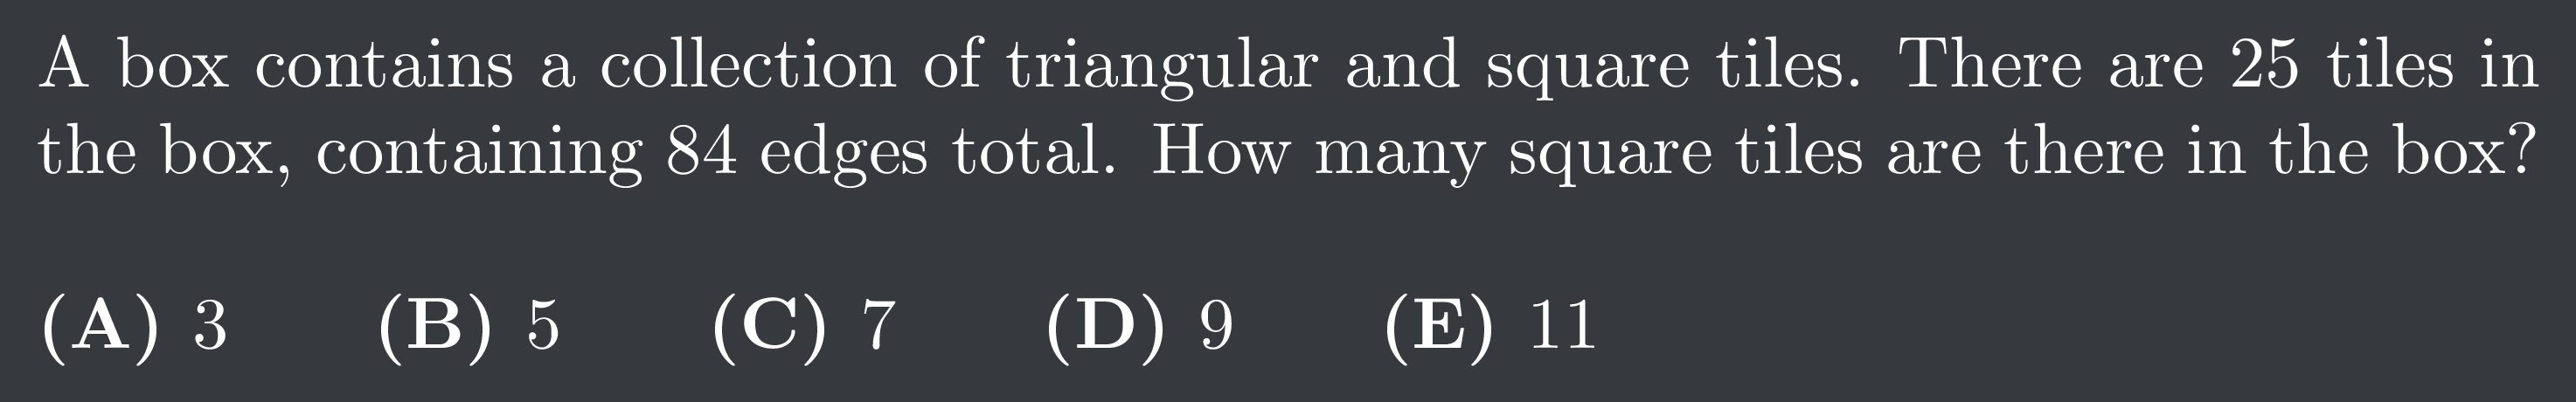 A box contains a collection of triangular and square tiles. There are 25 tiles in
the box, containing 84 edges total. How many square tiles are there in the box?
(A) 3 (B) 5 (C) 7 (D) 9 (E) 11